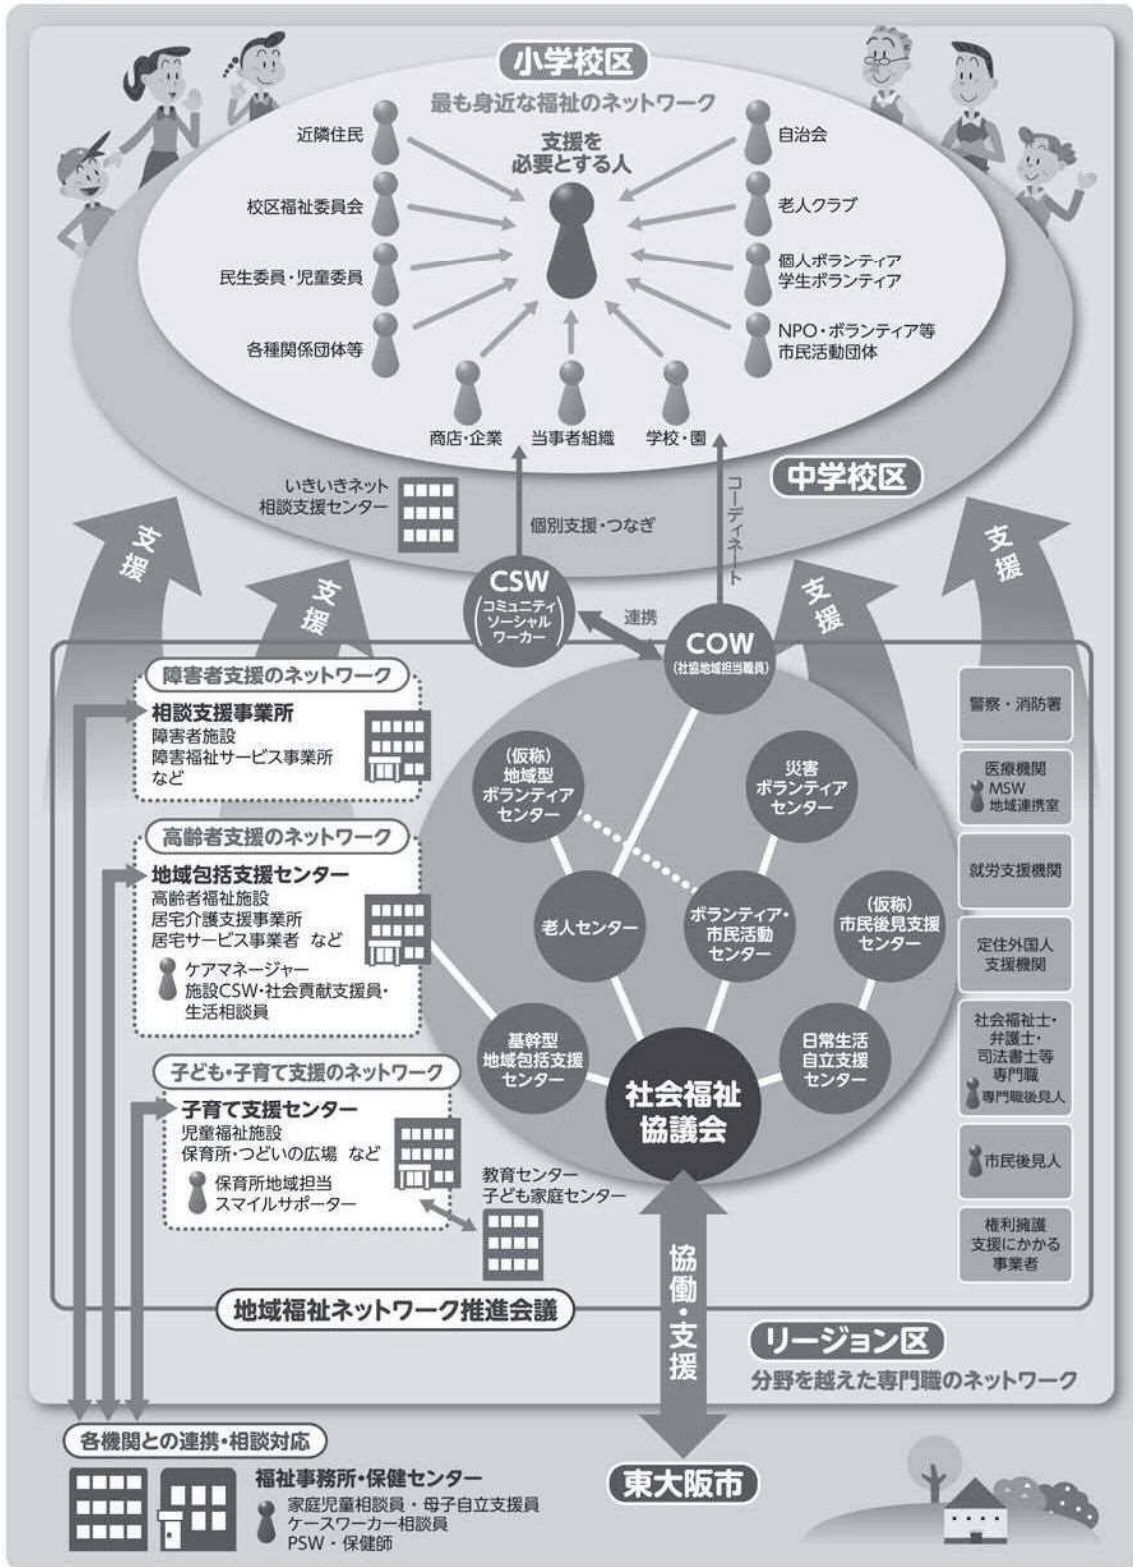 小学校区
最も身近な福祉のネットワーク
支援を
必要とする人
近隣住民
校区福祉委員会
民生委員・児童委員
各種関係団体等
商店・企業
当事者組織
学校・園
自治会
老人クラブ
個人ボランティア
学生ボランティア
NPO・ボランティア等
市民活動団体
中学校区
いきいきネット
相談支援センター
個別支援・つなぎ
コーディネート
支援
支援
支援
支援
CSW
(コミュニティ
ソーシャル
ワーカー)
連携
COW
(社協地域担当職員)
障害者支援のネットワーク
相談支援事業所
障害者施設
障害福祉サービス事業所
など
高齢者支援のネットワーク
地域包括支援センター
高齢者福祉施設
居宅介護支援事業所
居宅サービス事業者 など
ケアマネージャー
施設CSW・社会貢献支援員・
生活相談員
子ども・子育て支援のネットワーク
子育て支援センター
児童福祉施設
保育所・つどいの広場 など
保育所地域担当
スマイルサポーター
教育センター
子ども家庭センター
(仮称)
地域型
ボランティア
センター
災害
ボランティア
センター
老人センター
ボランティア・
市民活動
センター
(仮称)
市民後見支援
センター
基幹型
地域包括支援
センター
社会福祉
協議会
日常生活
自立支援
センター
警察・消防署
医療機関
MSW
地域連携室
就労支援機関
定住外国人
支援機関
社会福祉士・
弁護士・
司法書士等
専門職
専門職後見人
市民後見人
権利擁護
支援にかかる
事業者
地域福祉ネットワーク推進会議
協働・支援
リージョン区
分野を越えた専門職のネットワーク
各機関との連携・相談対応
福祉事務所・保健センター
家庭児童相談員・母子自立支援員
ケースワーカー相談員
PSW・保健師
東大阪市